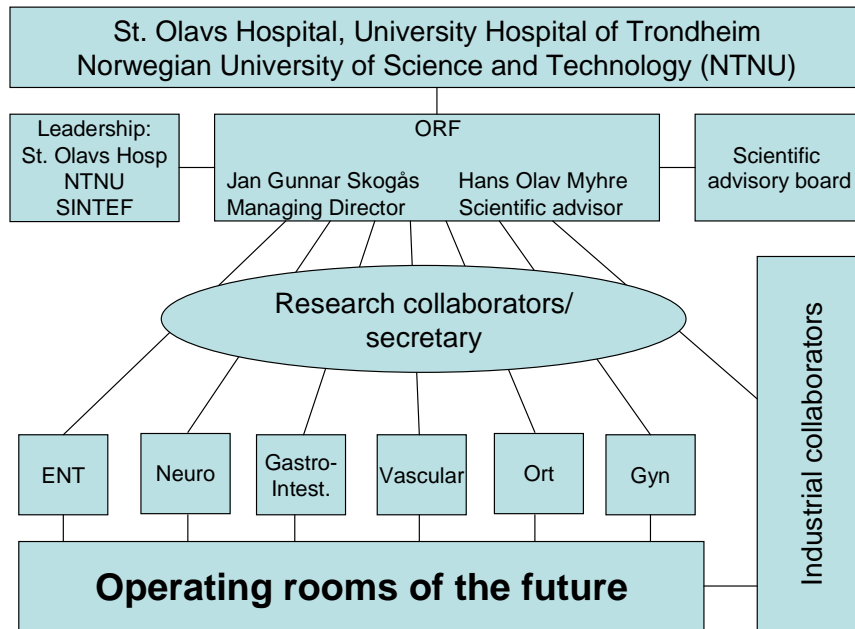 St. Olavs Hospital, University Hospital of Trondheim
Norwegian University of Science and Technology (NTNU)
Leadership:
St. Olavs Hosp
NTNU
SINTEF
ORF
Jan Gunnar Skogås
Managing Director
Hans Olav Myhre
Scientific advisor
Scientific
advisory board
Research collaborators/
secretary
Industrial collaborators
ENT
Neuro
Gastro-
Intest.
Vascular
Ort
Gyn
Operating rooms of the future